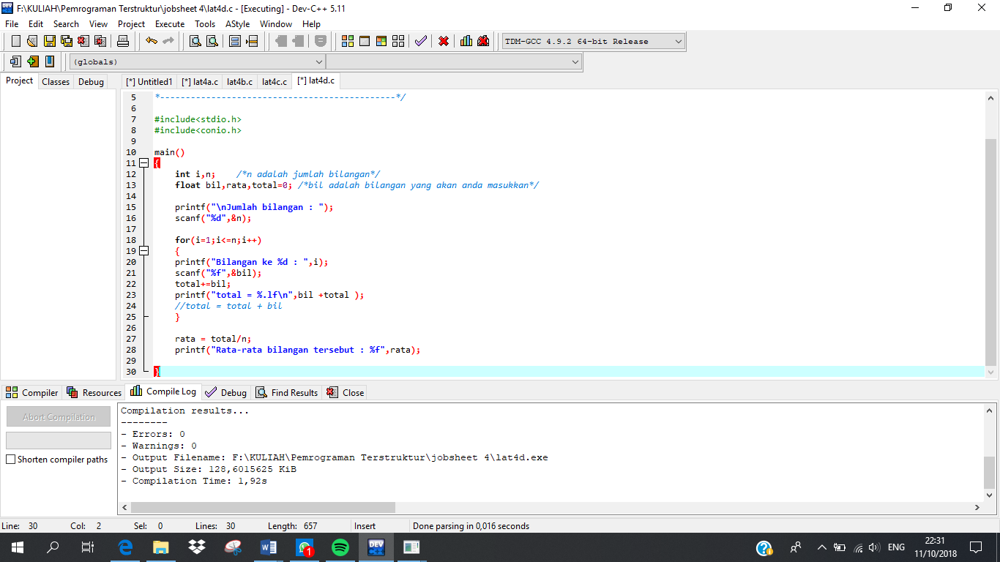 F:\KULIAH\Pemrograman Terstruktur\jobsheet 4\lat4d.c - [Executing] - Dev-C++ 5.11
File Edit Search View Project Execute Tools AStyle Window Help
TDM-GCC 4.9.2 64-bit Release
(globals)
Project Classes Debug [*] Untitled1 [*] lat4a.c lat4b.c lat4c.c [*] lat4d.c
5 *----------------------------------------------*/
6
7 #include<stdio.h>
8 #include<conio.h>
9
10 main()
11 {
12 int i,n; /*n adalah jumlah bilangan*/
13 float bil,rata,total=0; /*bil adalah bilangan yang akan anda masukkan*/
14
15 printf("\nJumlah bilangan : ");
16 scanf("%d",&n);
17
18 for(i=1;i<=n;i++)
19 {
20 printf("Bilangan ke %d : ",i);
21 scanf("%f",&bil);
22 total+=bil;
23 printf("total = %.lf\n",bil +total );
24 //total = total + bil
25 }
26
27 rata = total/n;
28 printf("Rata-rata bilangan tersebut : %f",rata);
29
30 }
Compiler Resources Compile Log Debug Find Results Close
Abort Compilation
Shorten compiler paths
Compilation results...
--------
- Errors: 0
- Warnings: 0
- Output Filename: F:\KULIAH\Pemrograman Terstruktur\jobsheet 4\lat4d.exe
- Output Size: 128,6015625 KiB
- Compilation Time: 1,92s
Line: 30 Col: 2 Sel: 0 Lines: 30 Length: 657 Insert Done parsing in 0,016 seconds
DEV
1
ENG
22:31
11/10/2018